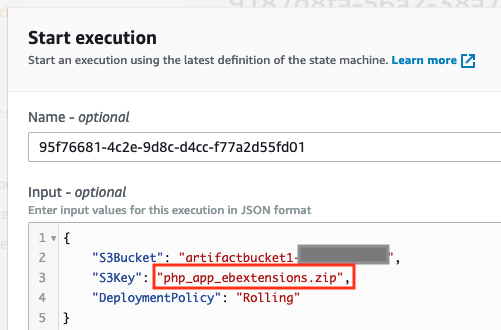 Start execution
Start an execution using the latest definition of the state machine. Learn more
Name - optional
95f76681-4c2e-9d8c-d4cc-f77a2d55fd01
Input - optional
Enter input values for this execution in JSON format
1 {
2 "S3Bucket": "artifactbucket1- ",
3 "S3Key": "php_app_ebextensions.zip",
4 "DeploymentPolicy": "Rolling"
5 }